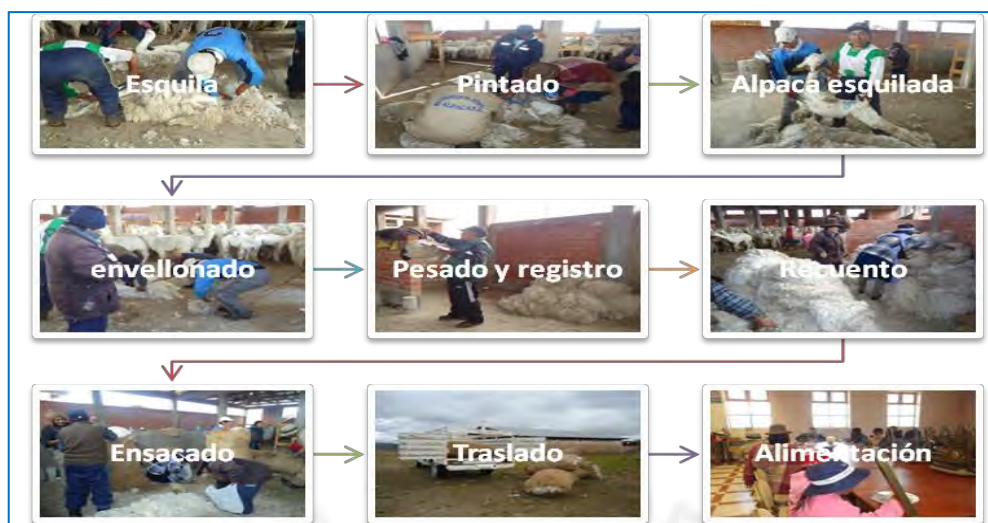 Esquila
Pintado
Alpaca esquilada
envellonado
Pesado y registro
Recuento
Ensacado
Traslado
Alimentación